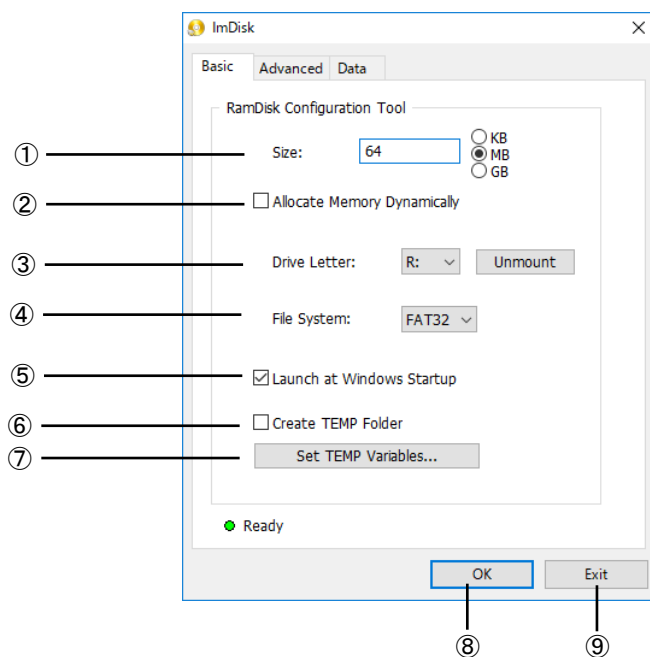 ImDisk
Basic Advanced Data
RamDisk Configuration Tool
KB
① Size: 64 MB
GB
② Allocate Memory Dynamically
③ Drive Letter: R: Unmount
④ File System: FAT32
⑤ Launch at Windows Startup
⑥ Create TEMP Folder
⑦ Set TEMP Variables...
Ready
OK Exit
⑧ ⑨